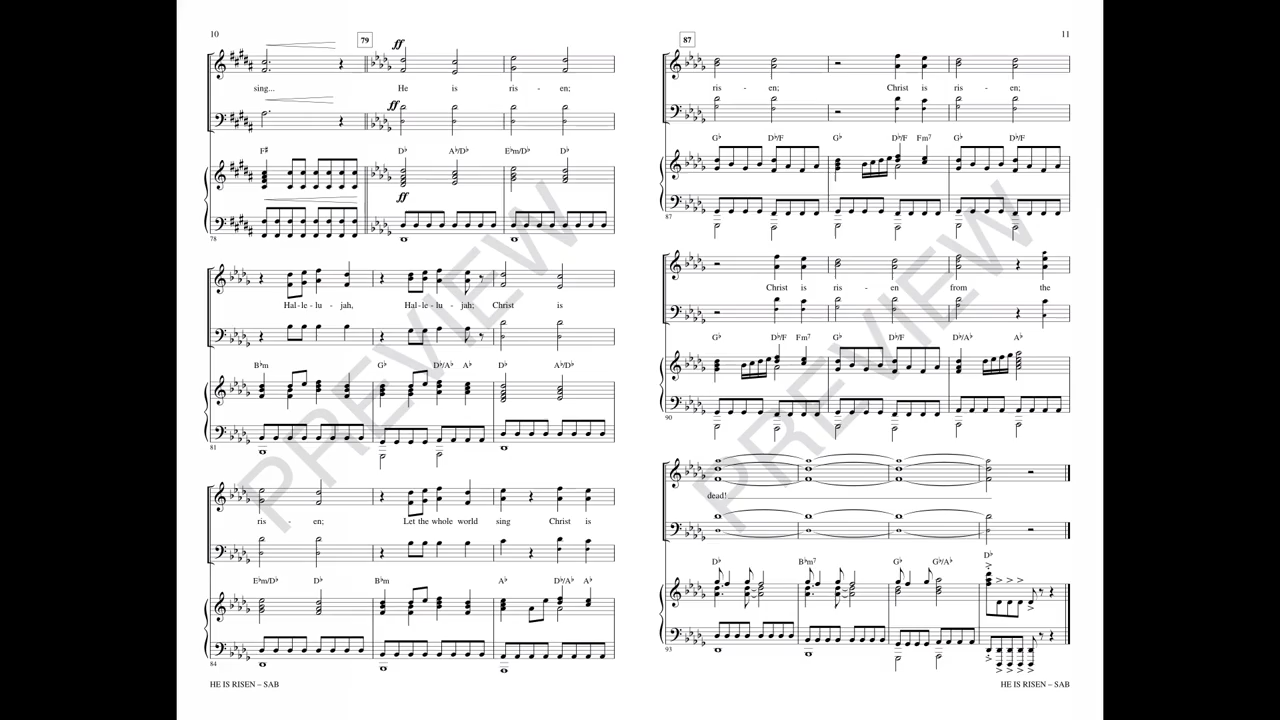 10
79
ff
sing... He is ris - en;
ff
F♯ D♭ A♭/D♭ E♭m/D♭ D♭
ff
78
Hal - le - lu - jah, Hal - le - lu - jah; Christ is
B♭m G♭ D♭/A♭ A♭ D♭ A♭/D♭
81
ris - en; Let the whole world sing Christ is
E♭m/D♭ D♭ B♭m A♭ D♭/A♭ A♭
84
HE IS RISEN – SAB
87
11
ris - en; Christ is ris - en;
G♭ D♭/F G♭ D♭/F Fm7 G♭ D♭/F
87
Christ is ris - en from the
G♭ D♭/F Fm7 G♭ D♭/F D♭/A♭ A♭
90
dead!
D♭ B♭m7 G♭ G♭/A♭ D♭
93
HE IS RISEN – SAB
PREVIEW
PREVIEW